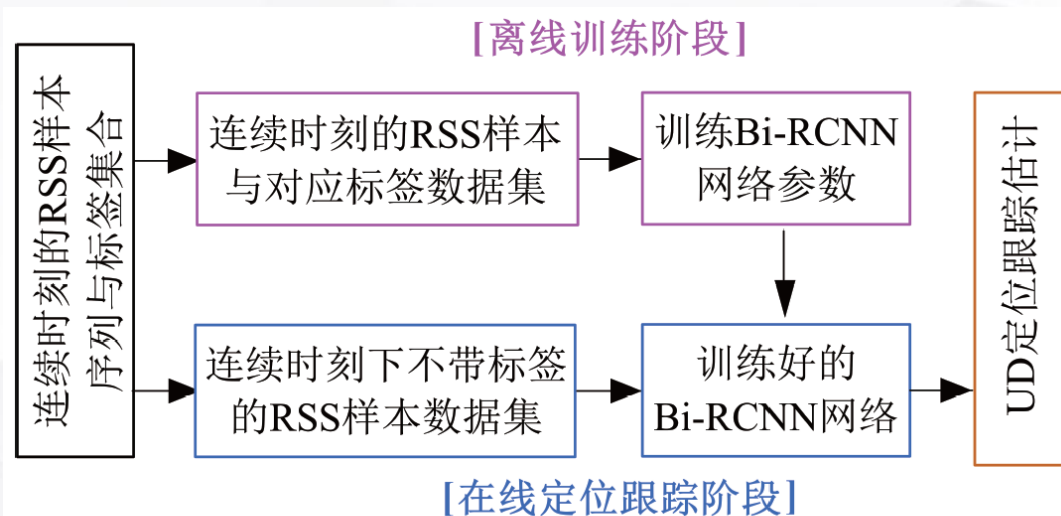 [离线训练阶段]
连续时刻的RSS样本
序列与标签集合
连续时刻的RSS样本
与对应标签数据集
训练Bi-RCNN
网络参数
连续时刻下不带标签
的RSS样本数据集
训练好的
Bi-RCNN网络
UD定位跟踪估计
[在线定位跟踪阶段]